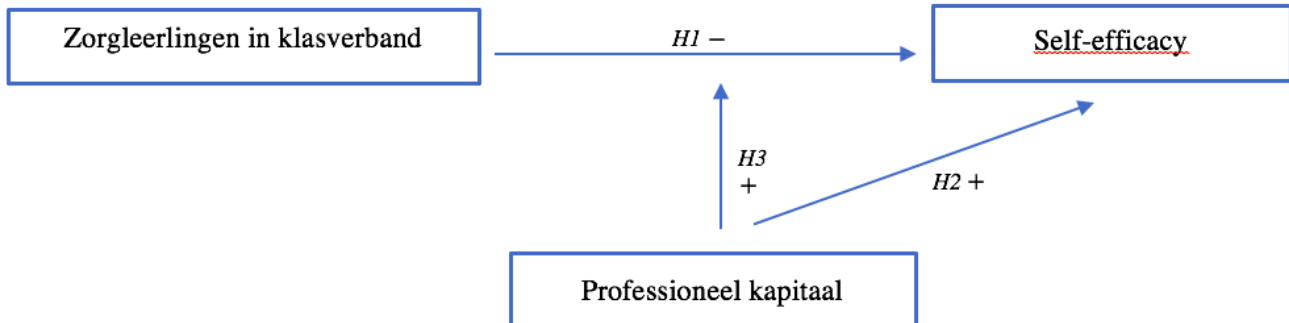 Zorgleerlingen in klasverband
H1 –
Self-efficacy
H3
+
H2 +
Professioneel kapitaal